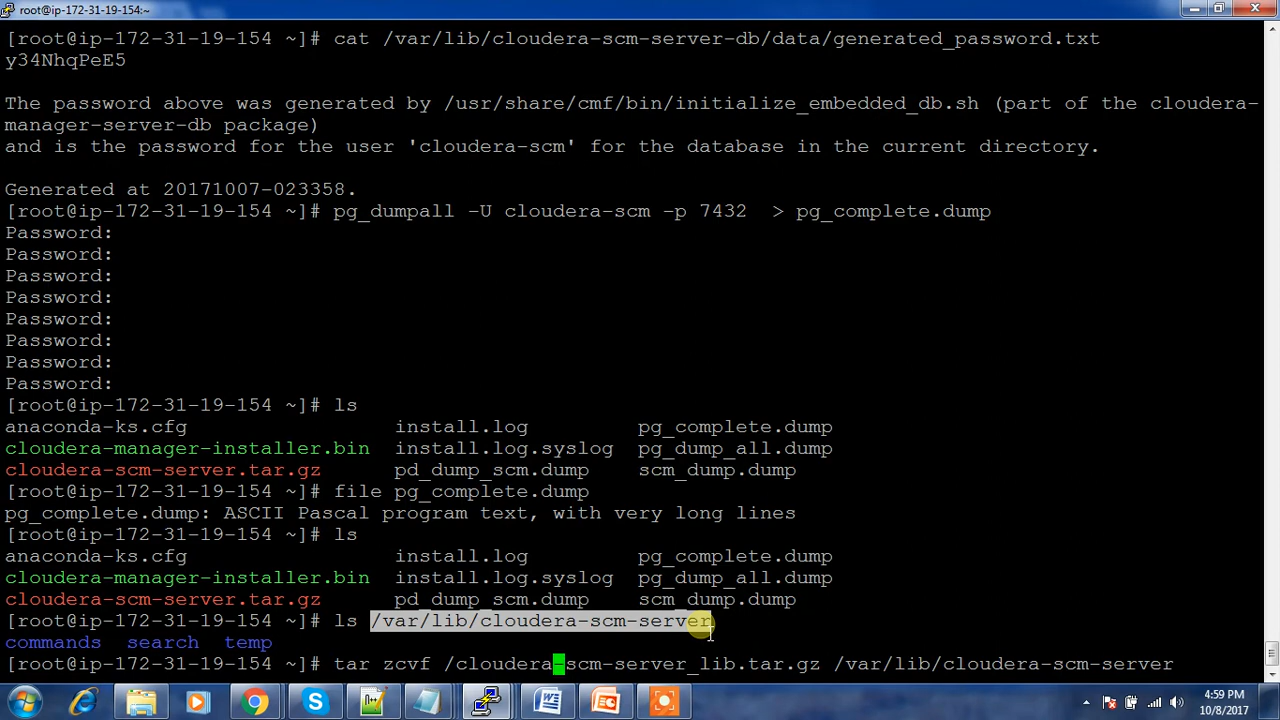 root@ip-172-31-19-154:~
[root@ip-172-31-19-154 ~]# cat /var/lib/cloudera-scm-server-db/data/generated_password.txt
y34NhqPeE5
The password above was generated by /usr/share/cmf/bin/initialize_embedded_db.sh (part of the cloudera-
manager-server-db package)
and is the password for the user 'cloudera-scm' for the database in the current directory.
Generated at 20171007-023358.
[root@ip-172-31-19-154 ~]# pg_dumpall -U cloudera-scm -p 7432  > pg_complete.dump
Password:
Password:
Password:
Password:
Password:
Password:
Password:
Password:
[root@ip-172-31-19-154 ~]# ls
anaconda-ks.cfg install.log pg_complete.dump
cloudera-manager-installer.bin install.log.syslog pg_dump_all.dump
cloudera-scm-server.tar.gz pd_dump_scm.dump scm_dump.dump
[root@ip-172-31-19-154 ~]# file pg_complete.dump
pg_complete.dump: ASCII Pascal program text, with very long lines
[root@ip-172-31-19-154 ~]# ls
anaconda-ks.cfg install.log pg_complete.dump
cloudera-manager-installer.bin install.log.syslog pg_dump_all.dump
cloudera-scm-server.tar.gz pd_dump_scm.dump scm_dump.dump
[root@ip-172-31-19-154 ~]# ls /var/lib/cloudera-scm-server
commands search temp
[root@ip-172-31-19-154 ~]# tar zcvf /cloudera-scm-server_lib.tar.gz /var/lib/cloudera-scm-server
4:59 PM
10/8/2017